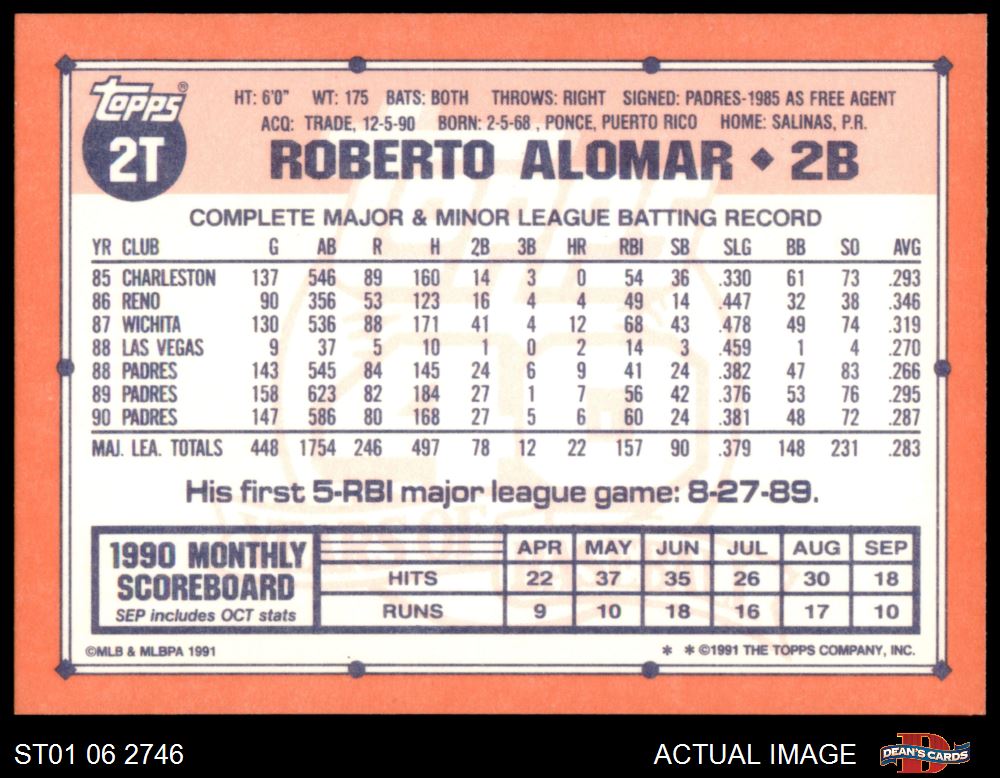 topps®
2T
HT: 6'0" WT: 175 BATS: BOTH THROWS: RIGHT SIGNED: PADRES-1985 AS FREE AGENT
ACQ: TRADE, 12-5-90 BORN: 2-5-68 , PONCE, PUERTO RICO HOME: SALINAS, P.R.
ROBERTO ALOMAR ◆ 2B
COMPLETE MAJOR & MINOR LEAGUE BATTING RECORD
YR CLUB G AB R H 2B 3B HR RBI SB SLG BB SO AVG
85 CHARLESTON 137 546 89 160 14 3 0 54 36 .330 61 73 .293
86 RENO 90 356 53 123 16 4 4 49 14 .447 32 38 .346
87 WICHITA 130 536 88 171 41 4 12 68 43 .478 49 74 .319
88 LAS VEGAS 9 37 5 10 1 0 2 14 3 .459 1 4 .270
88 PADRES 143 545 84 145 24 6 9 41 24 .382 47 83 .266
89 PADRES 158 623 82 184 27 1 7 56 42 .376 53 76 .295
90 PADRES 147 586 80 168 27 5 6 60 24 .381 48 72 .287
MAJ. LEA. TOTALS 448 1754 246 497 78 12 22 157 90 .379 148 231 .283
His first 5-RBI major league game: 8-27-89.
1990 MONTHLY SCOREBOARD
SEP includes OCT stats
APR MAY JUN JUL AUG SEP
HITS 22 37 35 26 30 18
RUNS 9 10 18 16 17 10
©MLB & MLBPA 1991
* * ©1991 THE TOPPS COMPANY, INC.
ST01 06 2746
ACTUAL IMAGE
DEAN'S CARDS